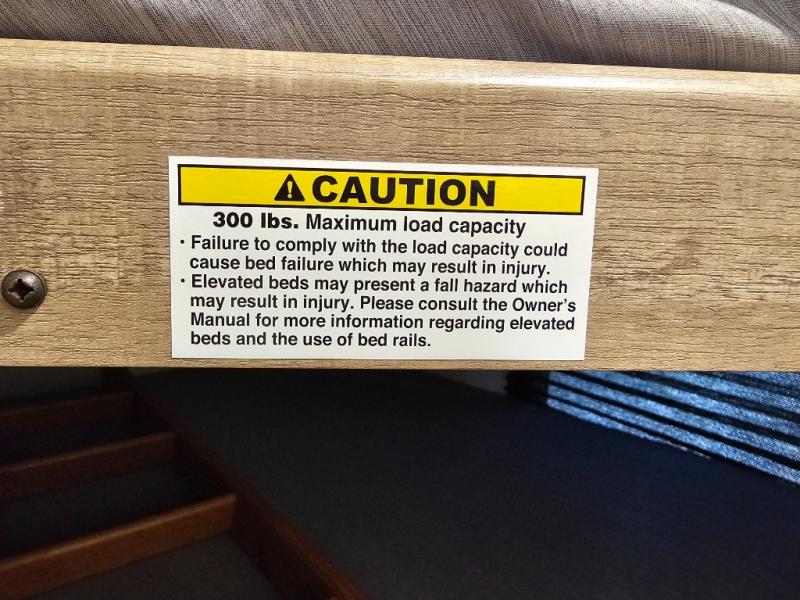 CAUTION
300 lbs. Maximum load capacity
• Failure to comply with the load capacity could
cause bed failure which may result in injury.
• Elevated beds may present a fall hazard which
may result in injury. Please consult the Owner's
Manual for more information regarding elevated
beds and the use of bed rails.